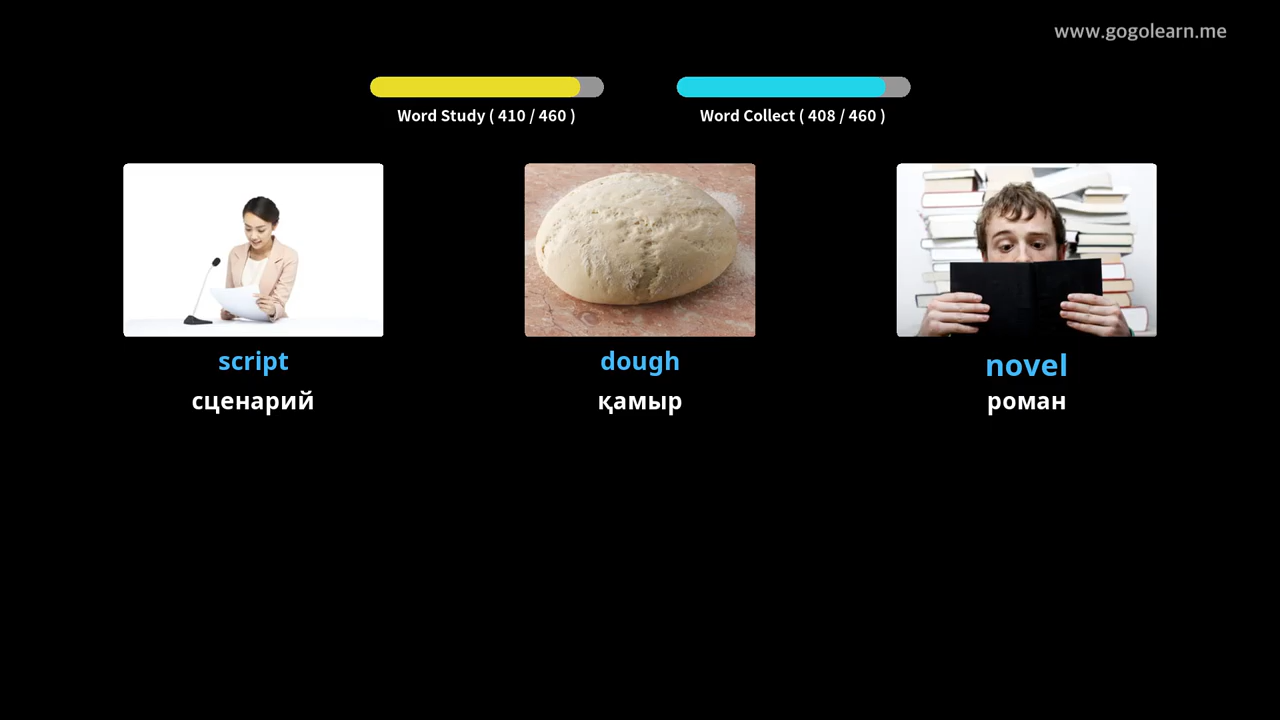 www.gogolearn.me
Word Study ( 410 / 460 )
Word Collect ( 408 / 460 )
script
dough
novel
сценарий
қамыр
роман